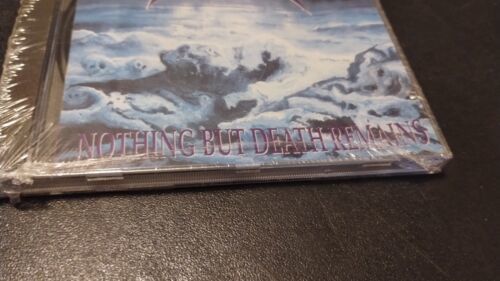 NOTHING BUT DEATH REMAINS